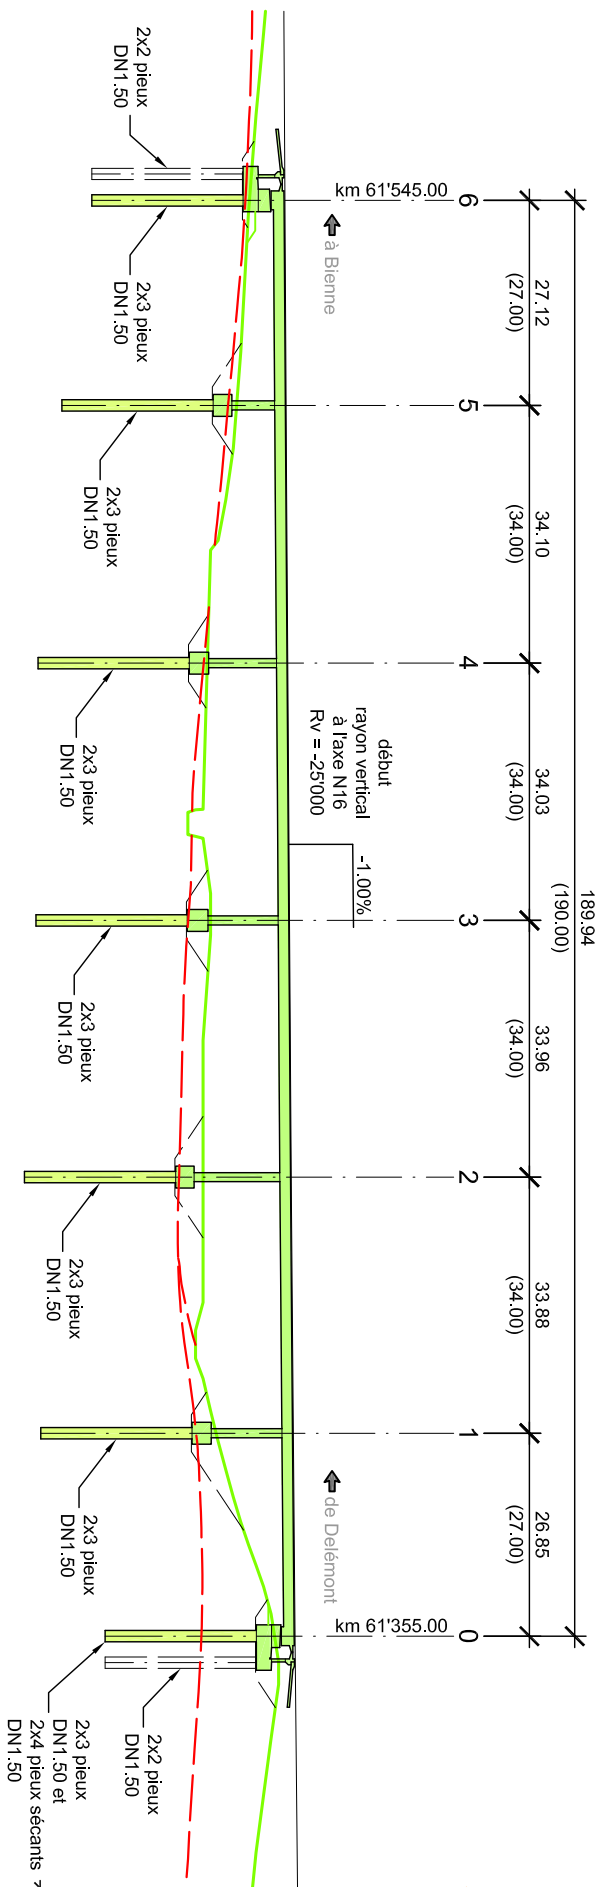 189.94
(190.00)
27.12
(27.00)
34.10
(34.00)
34.03
(34.00)
33.96
(34.00)
33.88
(34.00)
26.85
(27.00)
6
5
4
3
2
1
0
km 61'545.00
à Bienne
début
rayon vertical
à l'axe N16
Rv = -25'000
-1.00%
de Delémont
km 61'355.00
2x2 pieux
DN1.50
2x3 pieux
DN1.50
2x3 pieux
DN1.50
2x3 pieux
DN1.50
2x3 pieux
DN1.50
2x3 pieux
DN1.50
2x3 pieux
DN1.50
2x2 pieux
DN1.50
2x3 pieux
DN1.50 et
2x4 pieux sécants
DN1.50